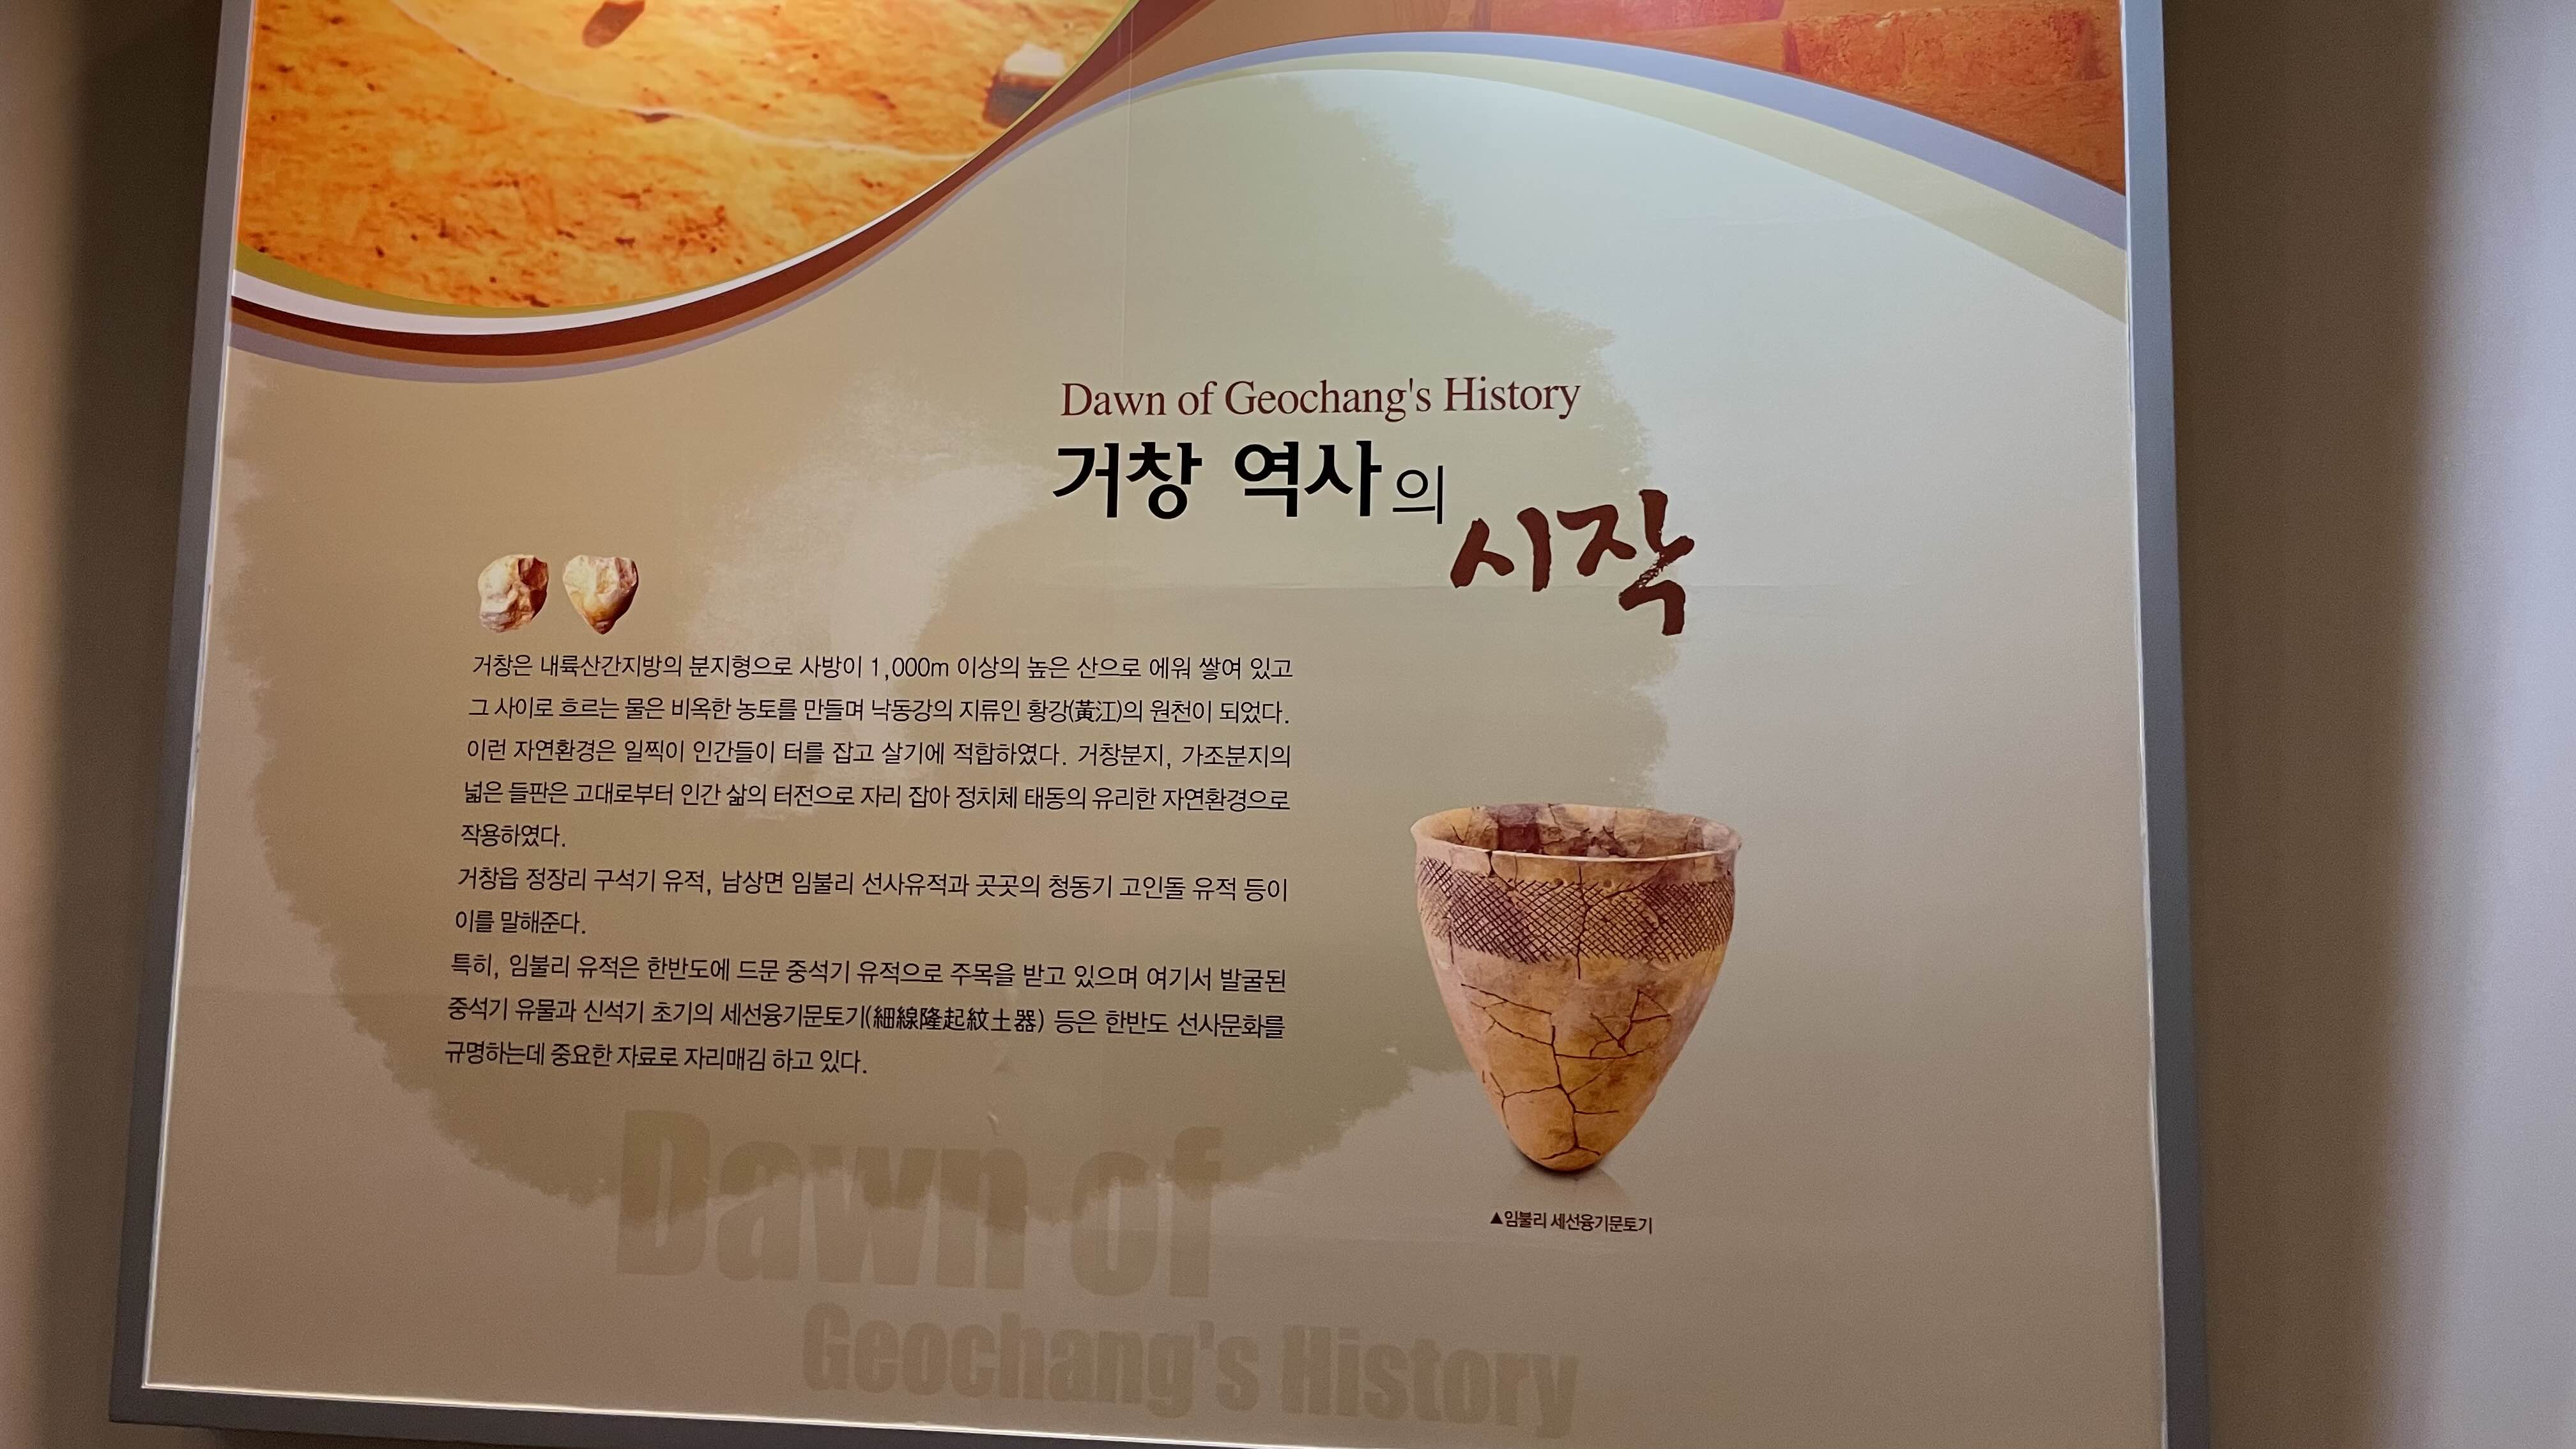 Dawn of Geochang's History
거창 역사의
시작
거창은 내륙산간지방의 분지형으로 사방이 1,000m 이상의 높은 산으로 에워 쌓여 있고
그 사이로 흐르는 물은 비옥한 농토를 만들며 낙동강의 지류인 황강(黃江)의 원천이 되었다.
이런 자연환경은 일찍이 인간들이 터를 잡고 살기에 적합하였다. 거창분지, 가조분지의
넓은 들판은 고대로부터 인간 삶의 터전으로 자리 잡아 정치체 태동의 유리한 자연환경으로
작용하였다.
거창읍 정장리 구석기 유적, 남상면 임불리 선사유적과 곳곳의 청동기 고인돌 유적 등이
이를 말해준다.
특히, 임불리 유적은 한반도에 드문 중석기 유적으로 주목을 받고 있으며 여기서 발굴된
중석기 유물과 신석기 초기의 세선융기문토기(細線隆起紋土器) 등은 한반도 선사문화를
규명하는데 중요한 자료로 자리매김 하고 있다.
▲임불리 세선융기문토기
Dawn of
Geochang's History